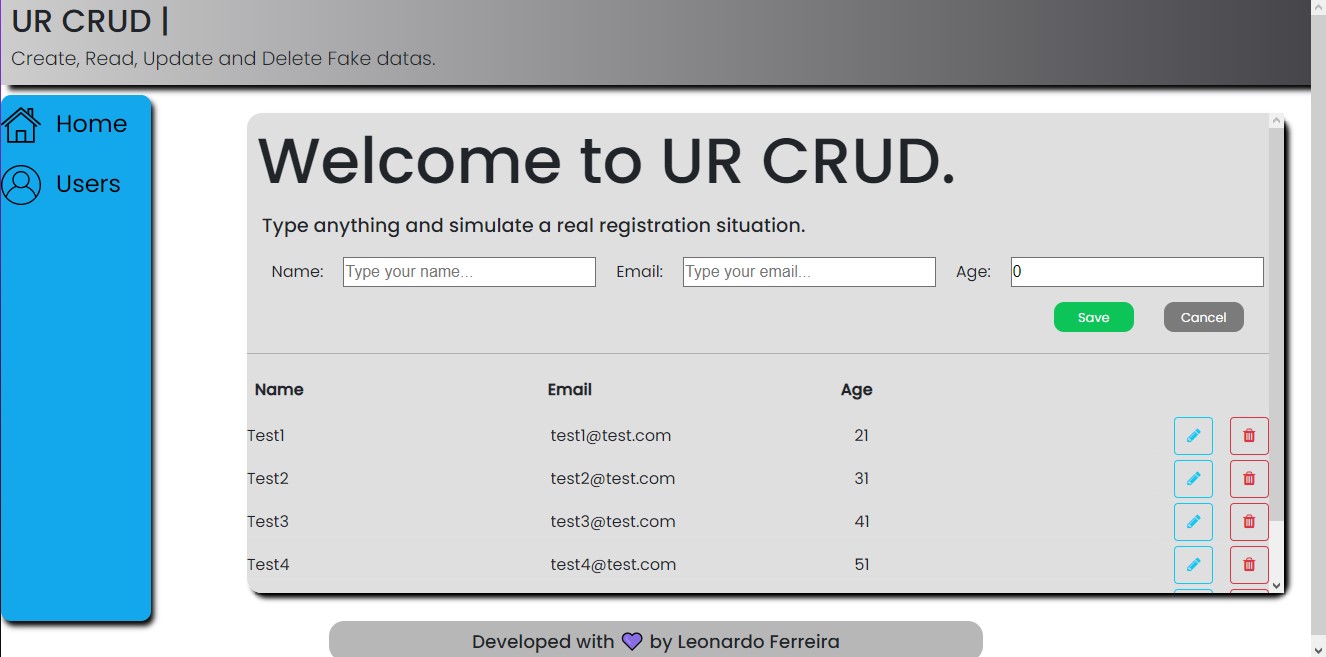 UR CRUD |
Create, Read, Update and Delete Fake datas.
Home
Users
Welcome to UR CRUD.
Type anything and simulate a real registration situation.
Name: Type your name... Email: Type your email... Age: 0
Save Cancel
Name Email Age
Test1 test1@test.com 21
Test2 test2@test.com 31
Test3 test3@test.com 41
Test4 test4@test.com 51
Developed with 💜 by Leonardo Ferreira